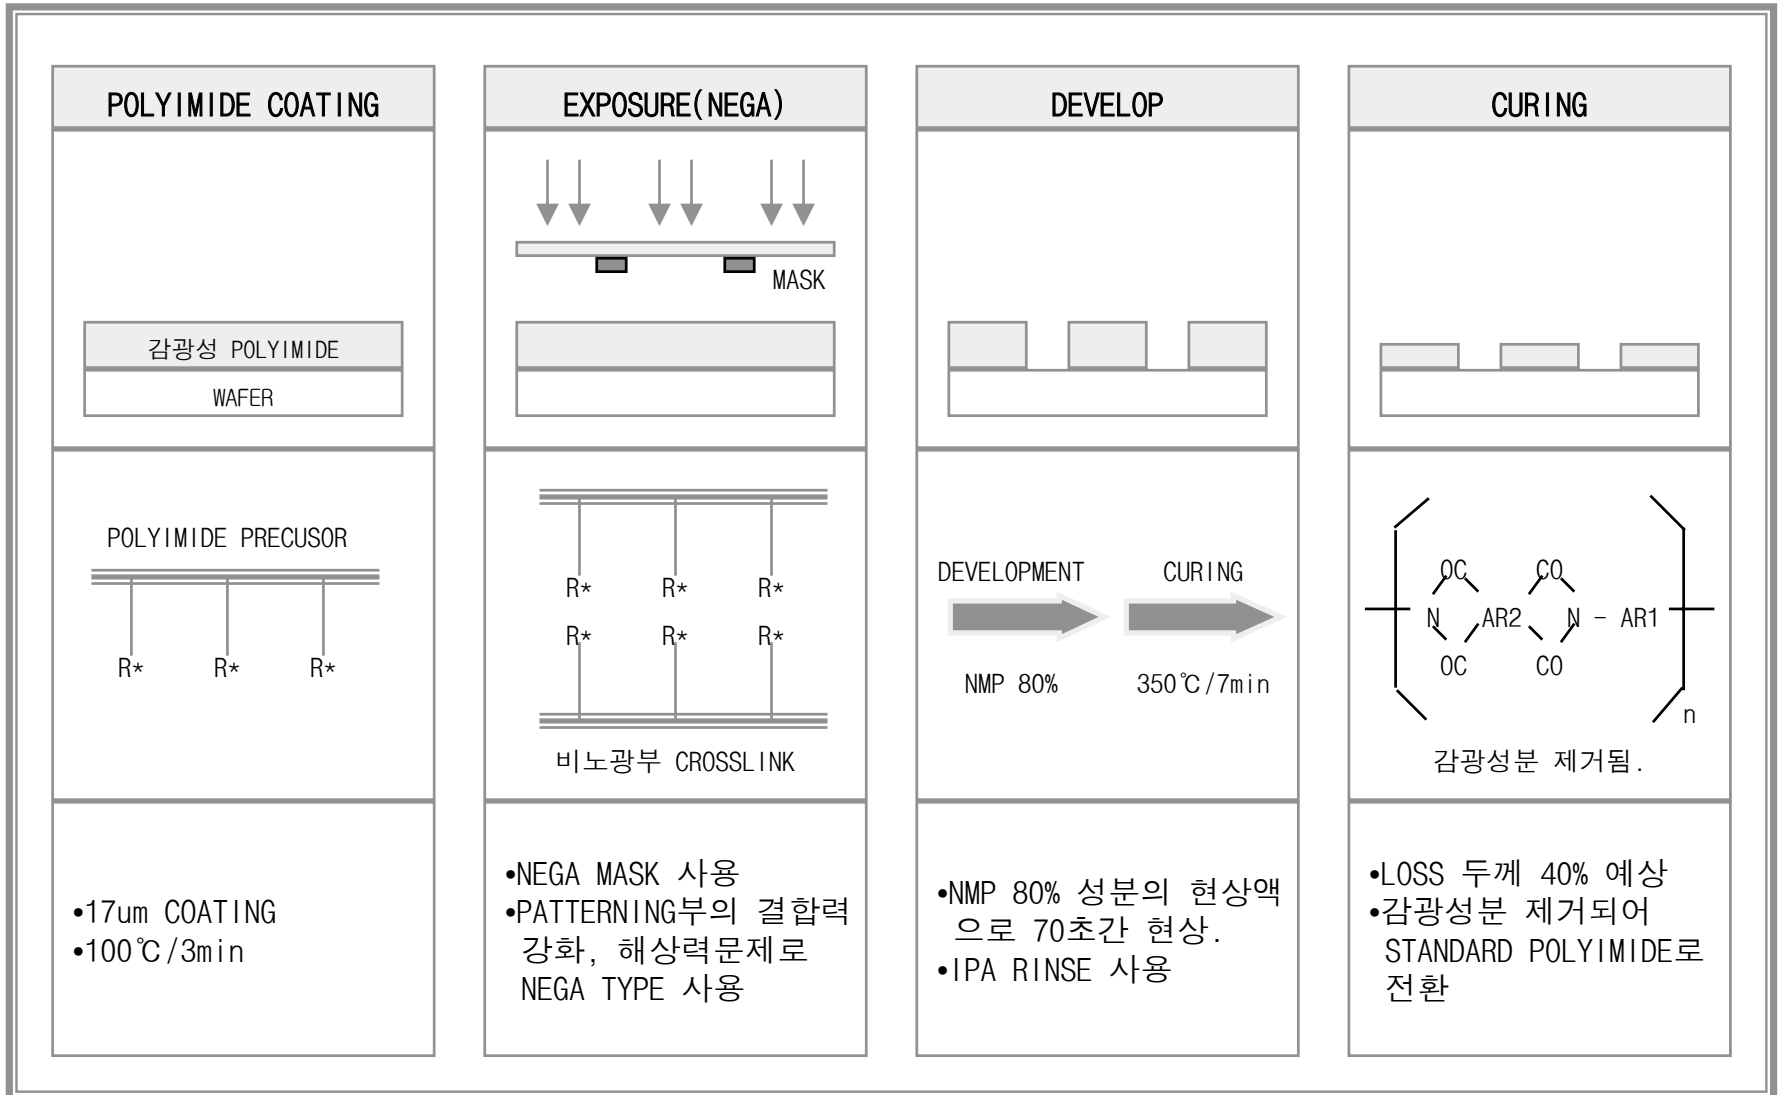 POLYIMIDE COATING
감광성 POLYIMIDE
WAFER
POLYIMIDE PRECUSOR
R* R* R*
•17um COATING
•100℃/3min
EXPOSURE(NEGA)
MASK
R* R* R*
R* R* R*
비노광부 CROSSLINK
•NEGA MASK 사용
•PATTERNING부의 결합력
강화, 해상력문제로
NEGA TYPE 사용
DEVELOP
DEVELOPMENT CURING
NMP 80% 350℃/7min
•NMP 80% 성분의 현상액
으로 70초간 현상.
•IPA RINSE 사용
CURING
OC CO
N AR2 N - AR1
OC CO
n
감광성분 제거됨.
•LOSS 두께 40% 예상
•감광성분 제거되어
STANDARD POLYIMIDE로
전환